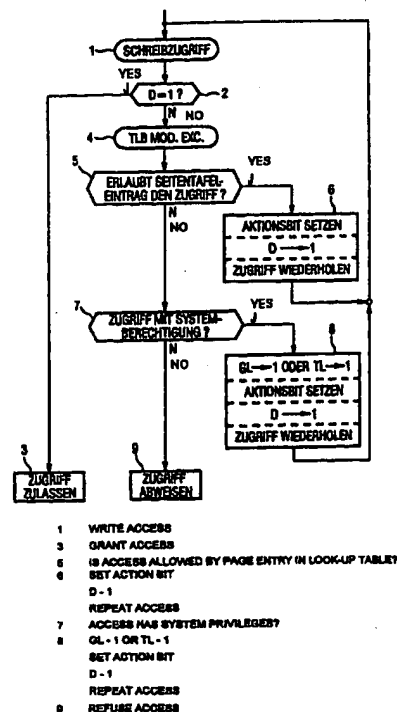 1
SCHREIBZUGRIFF
YES
D=1 ?
2
N NO
4
TLB MOD. EXC.
5
YES
ERLAUBT SEITENTAFEL-
EINTRAG DEN ZUGRIFF ?
6
N
NO
AKTIONSBIT SETZEN
D → 1
ZUGRIFF WIEDERHOLEN
7
YES
ZUGRIFF MIT SYSTEM-
BERECHTIGUNG ?
8
N
NO
GL → 1 ODER TL → 1
AKTIONSBIT SETZEN
D → 1
ZUGRIFF WIEDERHOLEN
3
ZUGRIFF
ZULASSEN
9
ZUGRIFF
ABWEISEN
1 WRITE ACCESS
3 GRANT ACCESS
5 IS ACCESS ALLOWED BY PAGE ENTRY IN LOOK-UP TABLE?
6 SET ACTION BIT
D - 1
REPEAT ACCESS
7 ACCESS HAS SYSTEM PRIVILEGES?
8 GL - 1 OR TL - 1
SET ACTION BIT
D - 1
REPEAT ACCESS
9 REFUSE ACCESS